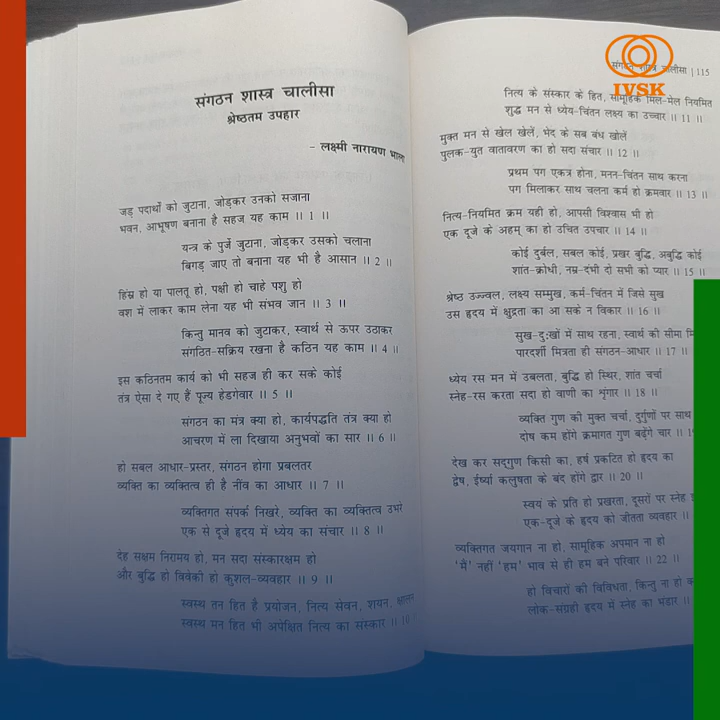 संगठन शास्त्र चालीसा
श्रेष्ठतम उपहार
- लक्ष्मी नारायण भाला
जड़ पदार्थों को जुटाना, जोड़कर उनको सजाना
भवन, आभूषण बनाना है सहज यह काम ।। 1 ।।
यन्त्र के पुर्जे जुटाना, जोड़कर उसको चलाना
बिगड़ जाए तो बनाना यह भी है आसान ।। 2 ।।
हिंस्र हो या पालतू हो, पक्षी हो चाहे पशु हो
वश में लाकर काम लेना यह भी संभव जान ।। 3 ।।
किन्तु मानव को जुटाकर, स्वार्थ से ऊपर उठाकर
संगठित-सक्रिय रखना है कठिन यह काम ।। 4 ।।
इस कठिनतम कार्य को भी सहज ही कर सके कोई
तंत्र ऐसा दे गए हैं पूज्य हेडगेवार ।। 5 ।।
संगठन का मंत्र क्या हो, कार्यपद्धति तंत्र क्या हो
आचरण में ला दिखाया अनुभवों का सार ।। 6 ।।
हो सबल आधार-प्रस्तर, संगठन होगा प्रबलतर
व्यक्ति का व्यक्तित्व ही है नींव का आधार ।। 7 ।।
व्यक्तिगत संपर्क निखरे, व्यक्ति का व्यक्तित्व उभरे
एक से दूजे हृदय में ध्येय का संचार ।। 8 ।।
देह सक्षम निरामय हो, मन सदा संस्कारक्षम हो
और बुद्धि हो विवेकी हो कुशल-व्यवहार ।। 9 ।।
स्वस्थ तन हित है प्रयोजन, नित्य सेवन, शयन,
स्वस्थ मन हित भी अपेक्षित नित्य का संस्कार ।। 10 ।।
संगठन शास्त्र चालीसा | 115
IVSK
नित्य के संस्कार के हित, सामूहिक मिल-मेल नियमित
शुद्ध मन से ध्येय-चिंतन लक्ष्य का उच्चार ।। 11 ।।
मुक्त मन से खेल खेलें, भेद के सब बंध खोलें
पुलक-युत वातावरण का हो सदा संचार ।। 12 ।।
प्रथम पग एकत्र होना, मनन-चिंतन साथ करना
पग मिलाकर साथ चलना कर्म हो क्रमवार ।। 13 ।।
नित्य-नियमित क्रम यही हो, आपसी विश्वास भी हो
एक दूजे के अहम् का हो उचित उपचार ।। 14 ।।
कोई दुर्बल, सबल कोई, प्रखर बुद्धि, अबुद्धि कोई
शांत-क्रोधी, नम्र-दंभी दो सभी को प्यार ।। 15 ।।
श्रेष्ठ उज्ज्वल, लक्ष्य सम्मुख, कर्म-चिंतन में जिसे सुख
उस हृदय में क्षुद्रता का आ सके न विकार ।। 16 ।।
सुख-दुःखों में साथ रहना, स्वार्थ की सीमा
पारदर्शी मित्रता ही संगठन-आधार ।। 17 ।।
ध्येय रस मन में उबलता, बुद्धि हो स्थिर, शांत चर्चा
स्नेह-रस करता सदा हो वाणी का शृंगार ।। 18 ।।
व्यक्ति गुण की मुक्त चर्चा, दुर्गुणों पर साथ
दोष कम होंगे क्रमागत गुण बढ़ेंगे चार ।। 19
देख कर सद्गुण किसी का, हर्ष प्रकटित हो हृदय का
द्वेष, ईर्ष्या कलुषता के बंद होंगे द्वार ।। 20 ।।
स्वयं के प्रति हो प्रखरता, दूसरों पर स्नेह
एक-दूजे के हृदय को जीतता व्यवहार ।।
व्यक्तिगत जयगान ना हो, सामूहिक अपमान ना हो
'मैं' नहीं 'हम' भाव से ही हम बने परिवार ।। 22 ।।
हो विचारों की विविधता, किन्तु ना हो
लोक-संग्रही हृदय में स्नेह का भंडार ।।